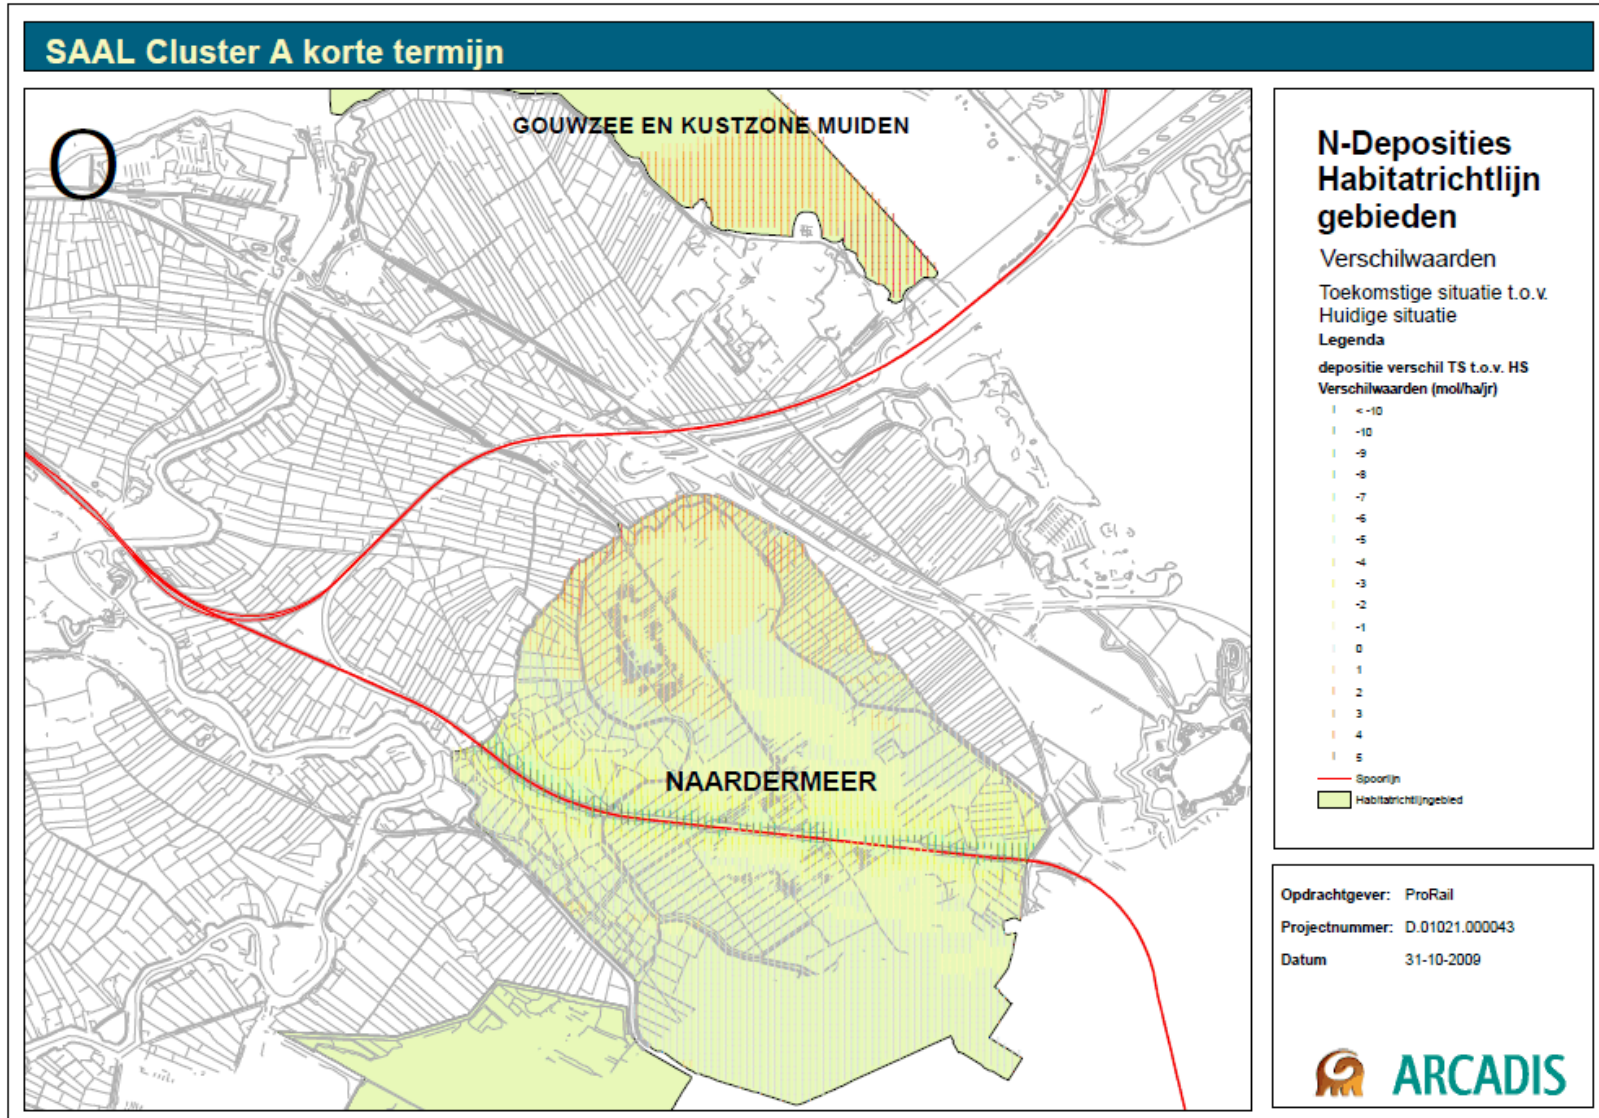 SAAL Cluster A korte termijn
O
GOUWZEE EN KUSTZONE MUIDEN
NAARDERMEER
N-Deposities
Habitatrichtlijn
gebieden
Verschilwaarden
Toekomstige situatie t.o.v.
Huidige situatie
Legenda
depositie verschil TS t.o.v. HS
Verschilwaarden (mol/ha/jr)
< -10
-10
-9
-8
-7
-6
-5
-4
-3
-2
-1
0
1
2
3
4
5
Spoorlijn
Habitatrichtlijngebied
Opdrachtgever: ProRail
Projectnummer: D.01021.000043
Datum 31-10-2009
ARCADIS